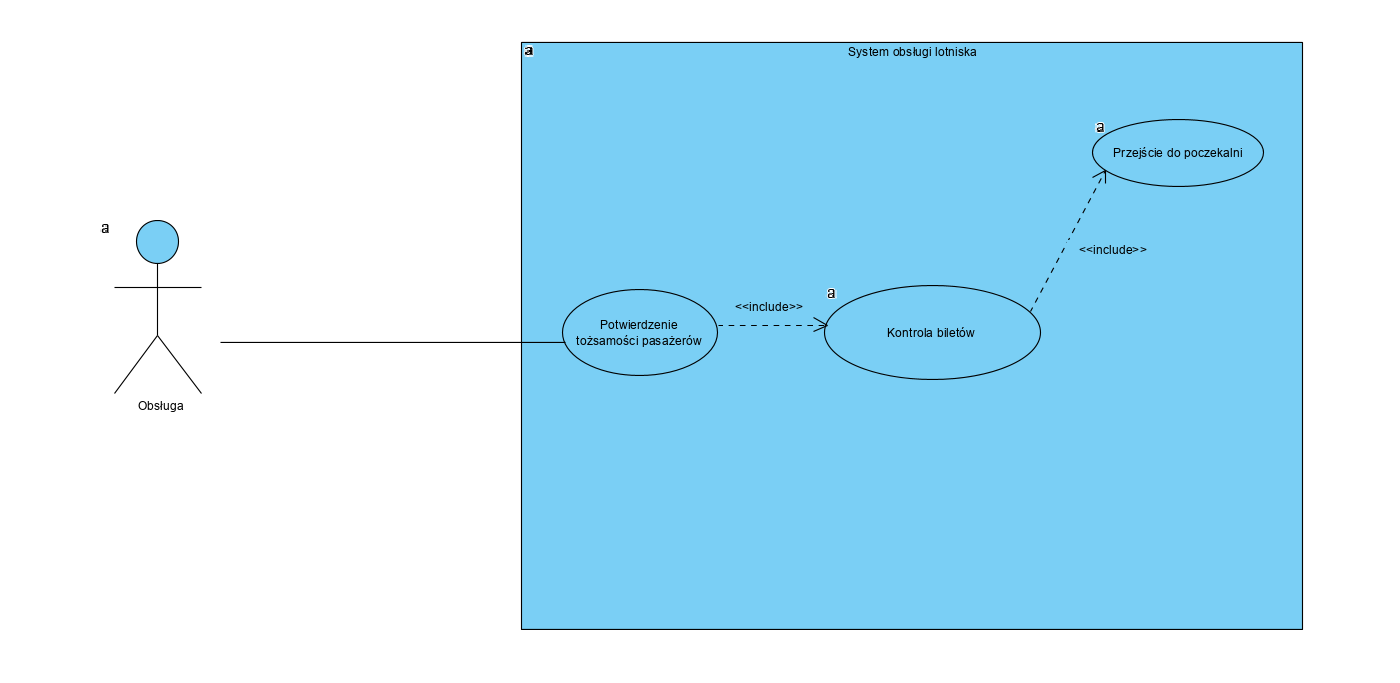 a
System obsługi lotniska
a
Przejście do poczekalni
a
<<include>>
a
<<include>>
Potwierdzenie
tożsamości pasażerów
Kontrola biletów
Obsługa